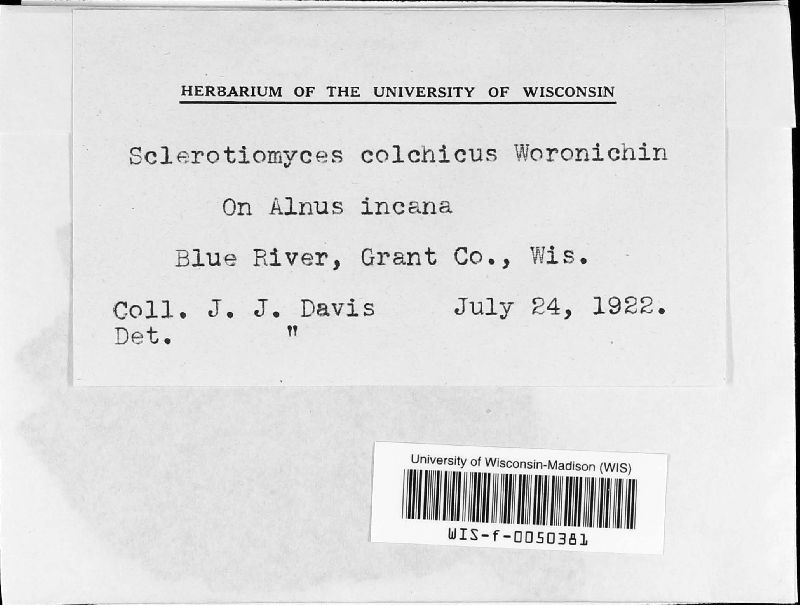 HERBARIUM OF THE UNIVERSITY OF WISCONSIN
Sclerotiomyces colchicus Woronichin
On Alnus incana
Blue River, Grant Co., Wis.
Coll. J. J. Davis July 24, 1922.
Det. "
University of Wisconsin-Madison (WIS)
WIS-f-0050381